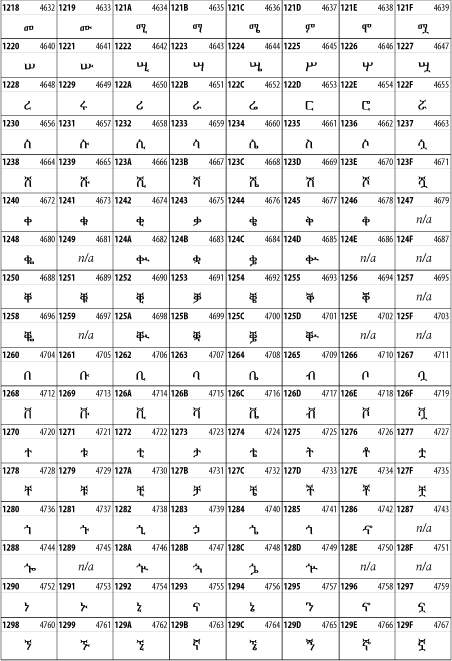 1218 4632 1219 4633 121A 4634 121B 4635 121C 4636 121D 4637 121E 4638 121F 4639
መ ሙ ሚ ማ ሜ ም ሞ ሟ
1220 4640 1221 4641 1222 4642 1223 4643 1224 4644 1225 4645 1226 4646 1227 4647
ሠ ሡ ሢ ሣ ሤ ሥ ሦ ሧ
1228 4648 1229 4649 122A 4650 122B 4651 122C 4652 122D 4653 122E 4654 122F 4655
ረ ሩ ሪ ራ ሬ ር ሮ ሯ
1230 4656 1231 4657 1232 4658 1233 4659 1234 4660 1235 4661 1236 4662 1237 4663
ሰ ሱ ሲ ሳ ሴ ስ ሶ ሷ
1238 4664 1239 4665 123A 4666 123B 4667 123C 4668 123D 4669 123E 4670 123F 4671
ሸ ሹ ሺ ሻ ሼ ሽ ሾ ሿ
1240 4672 1241 4673 1242 4674 1243 4675 1244 4676 1245 4677 1246 4678 1247 4679
ቀ ቁ ቂ ቃ ቄ ቅ ቆ n/a
1248 4680 1249 4681 124A 4682 124B 4683 124C 4684 124D 4685 124E 4686 124F 4687
ቈ n/a ቊ ቋ ቌ ቍ n/a n/a
1250 4688 1251 4689 1252 4690 1253 4691 1254 4692 1255 4693 1256 4694 1257 4695
ቐ ቑ ቒ ቓ ቔ ቕ ቖ n/a
1258 4696 1259 4697 125A 4698 125B 4699 125C 4700 125D 4701 125E 4702 125F 4703
ቘ n/a ቚ ቛ ቜ ቝ n/a n/a
1260 4704 1261 4705 1262 4706 1263 4707 1264 4708 1265 4709 1266 4710 1267 4711
በ ቡ ቢ ባ ቤ ብ ቦ ቧ
1268 4712 1269 4713 126A 4714 126B 4715 126C 4716 126D 4717 126E 4718 126F 4719
ቨ ቩ ቪ ቫ ቬ ቭ ቮ ቯ
1270 4720 1271 4721 1272 4722 1273 4723 1274 4724 1275 4725 1276 4726 1277 4727
ተ ቱ ቲ ታ ቴ ት ቶ ቷ
1278 4728 1279 4729 127A 4730 127B 4731 127C 4732 127D 4733 127E 4734 127F 4735
ቸ ቹ ቺ ቻ ቼ ች ቾ ቿ
1280 4736 1281 4737 1282 4738 1283 4739 1284 4740 1285 4741 1286 4742 1287 4743
ኀ ኁ ኂ ኃ ኄ ኅ ኆ n/a
1288 4744 1289 4745 128A 4746 128B 4747 128C 4748 128D 4749 128E 4750 128F 4751
ኈ n/a ኊ ኋ ኌ ኍ n/a n/a
1290 4752 1291 4753 1292 4754 1293 4755 1294 4756 1295 4757 1296 4758 1297 4759
ነ ኑ ኒ ና ኔ ን ኖ ኗ
1298 4760 1299 4761 129A 4762 129B 4763 129C 4764 129D 4765 129E 4766 129F 4767
ኘ ኙ ኚ ኛ ኜ ኝ ኞ ኟ